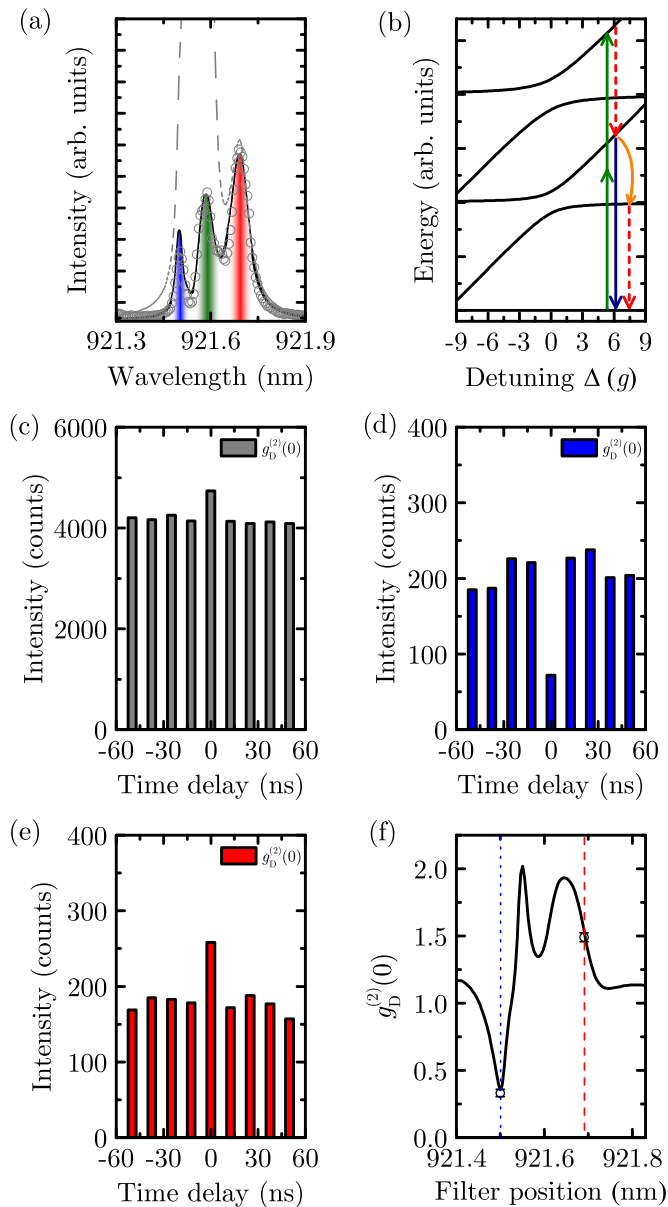 (a)
Intensity (arb. units)
921.3 921.6 921.9
Wavelength (nm)
(b)
Energy (arb. units)
-9 -6 -3 0 3 6 9
Detuning Δ (g)
(c)
6000
4000
2000
0
Intensity (counts)
g_D^(2)(0)
-60 -30 0 30 60
Time delay (ns)
(d)
400
300
200
100
0
Intensity (counts)
g_D^(2)(0)
-60 -30 0 30 60
Time delay (ns)
(e)
400
300
200
100
0
Intensity (counts)
g_D^(2)(0)
-60 -30 0 30 60
Time delay (ns)
(f)
2.0
1.5
1.0
0.5
0.0
g_D^(2)(0)
921.4 921.6 921.8
Filter position (nm)